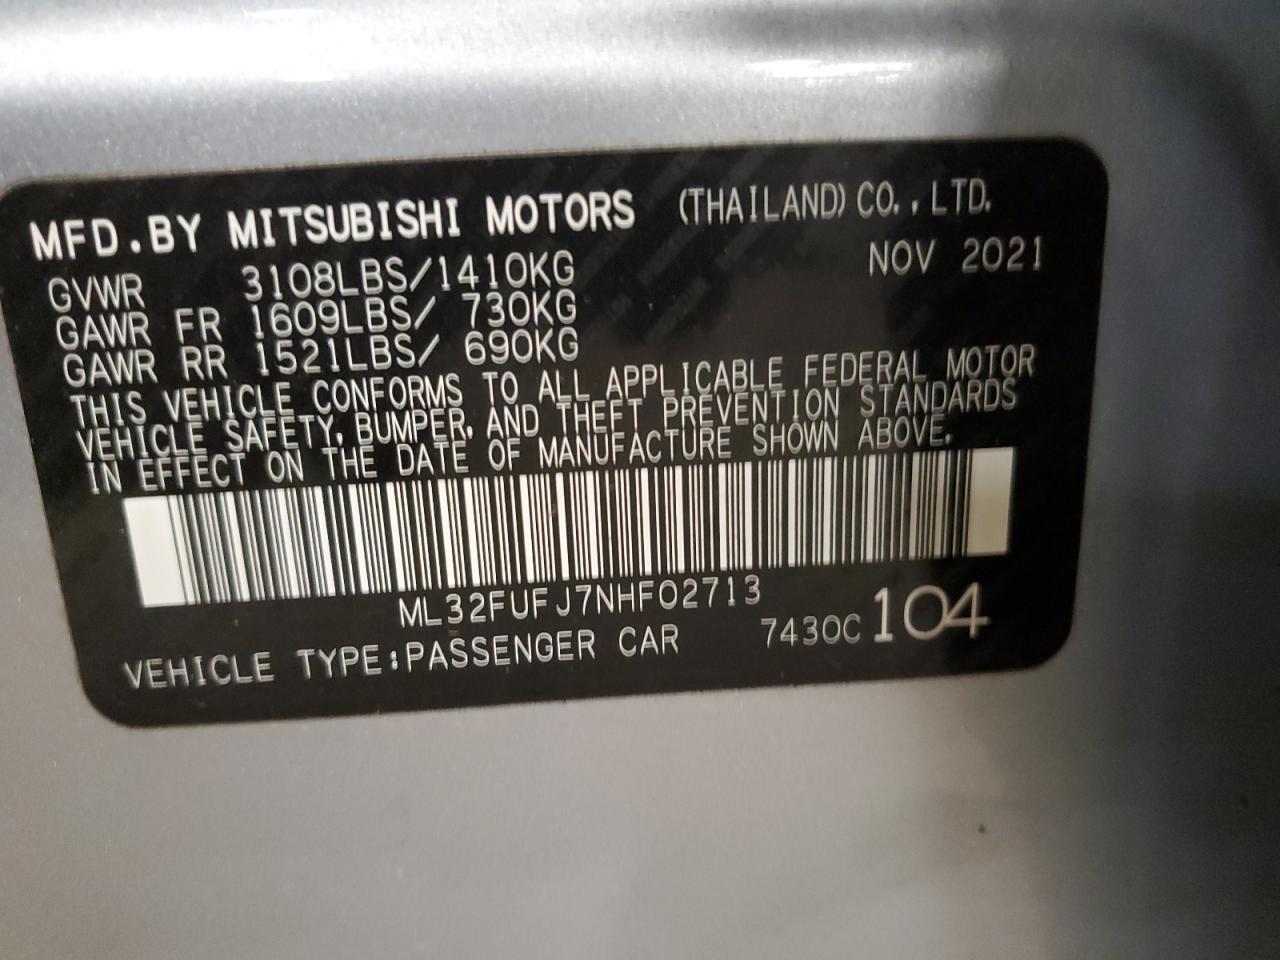 MFD.BY MITSUBISHI MOTORS (THAILAND) CO.,LTD.
GVWR 3108LBS/1410KG NOV 2021
GAWR FR 1609LBS/ 730KG
GAWR RR 1521LBS/ 690KG
THIS VEHICLE CONFORMS TO ALL APPLICABLE FEDERAL MOTOR
VEHICLE SAFETY, BUMPER, AND THEFT PREVENTION STANDARDS
IN EFFECT ON THE DATE OF MANUFACTURE SHOWN ABOVE.
ML32FUFJ7NHF02713
VEHICLE TYPE:PASSENGER CAR 7430C 104